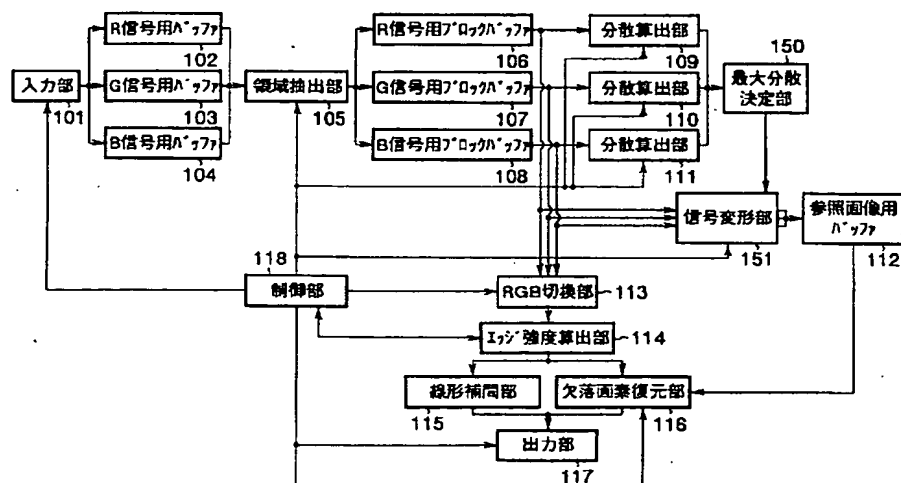 R信号用バッファ
102
入力部
101
G信号用バッファ
103
B信号用バッファ
104
領域抽出部
105
R信号用ブロックバッファ
106
G信号用ブロックバッファ
107
B信号用ブロックバッファ
108
分散算出部
109
分散算出部
110
分散算出部
111
150
最大分散
決定部
信号変形部
151
参照画像用
バッファ
112
118
制御部
RGB切換部
113
エッジ強度算出部
114
線形補間部
115
欠落画素復元部
116
出力部
117